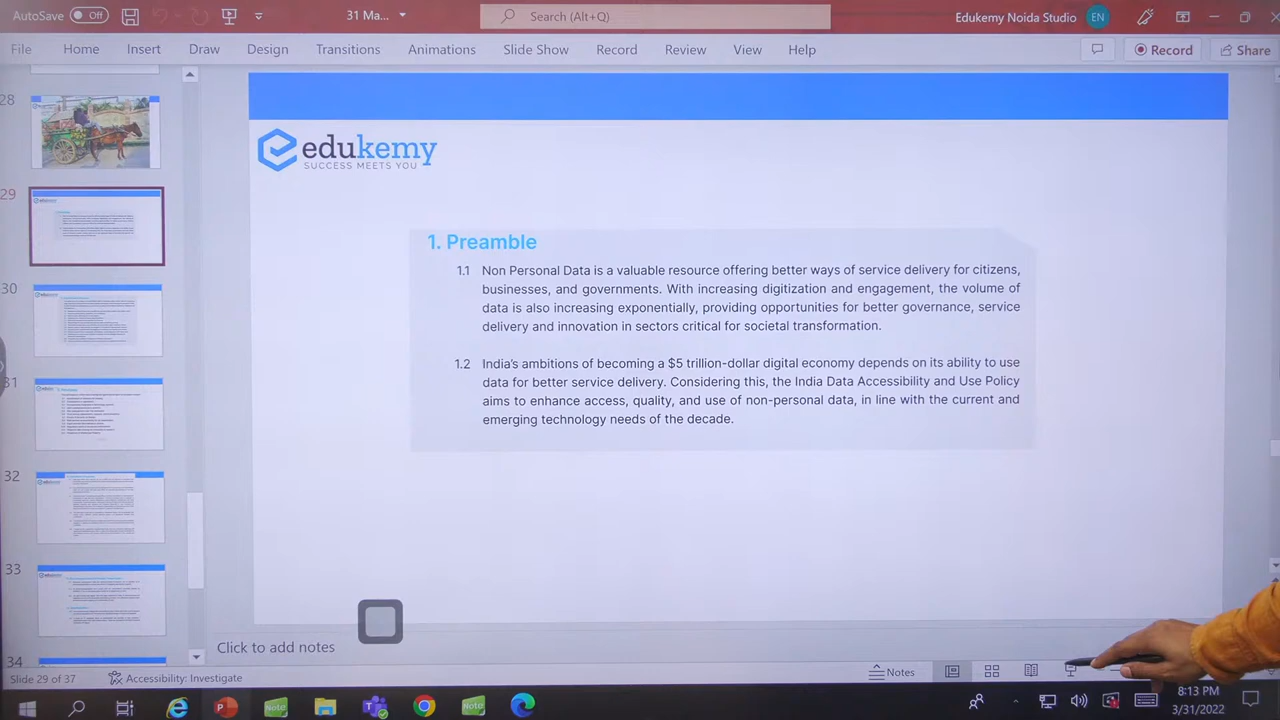 AutoSave Off
31 Ma...
Search (Alt+Q)
Edukemy Noida Studio EN
File Home Insert Draw Design Transitions Animations Slide Show Record Review View Help
Record
Share
28
29
30
31
32
33
34
edukemy
SUCCESS MEETS YOU
1. Preamble
1.1 Non Personal Data is a valuable resource offering better ways of service delivery for citizens,
businesses, and governments. With increasing digitization and engagement, the volume of
data is also increasing exponentially, providing opportunities for better governance, service
delivery and innovation in sectors critical for societal transformation.
1.2 India's ambitions of becoming a $5 trillion-dollar digital economy depends on its ability to use
data for better service delivery. Considering this, the India Data Accessibility and Use Policy
aims to enhance access, quality, and use of non-personal data, in line with the current and
emerging technology needs of the decade.
Click to add notes
Slide 29 of 37
Accessibility: Investigate
Notes
Note
Note
8:13 PM
3/31/2022